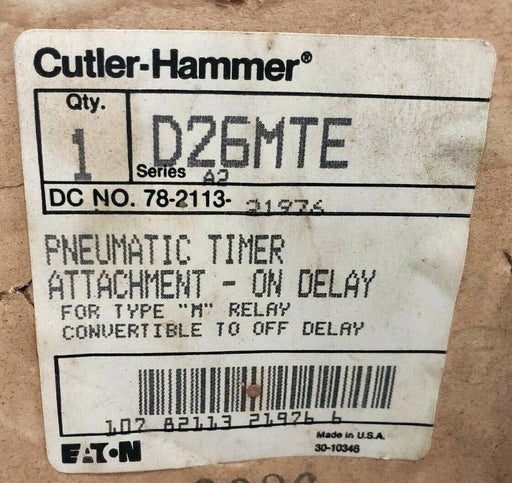 Cutler-Hammer®
Qty.
1
D26MTE
Series A2
DC NO. 78-2113- 21976
PNEUMATIC TIMER
ATTACHMENT - ON DELAY
FOR TYPE "M" RELAY
CONVERTIBLE TO OFF DELAY
107 82113 21976 6
Made in U.S.A.
30-10346
EATON